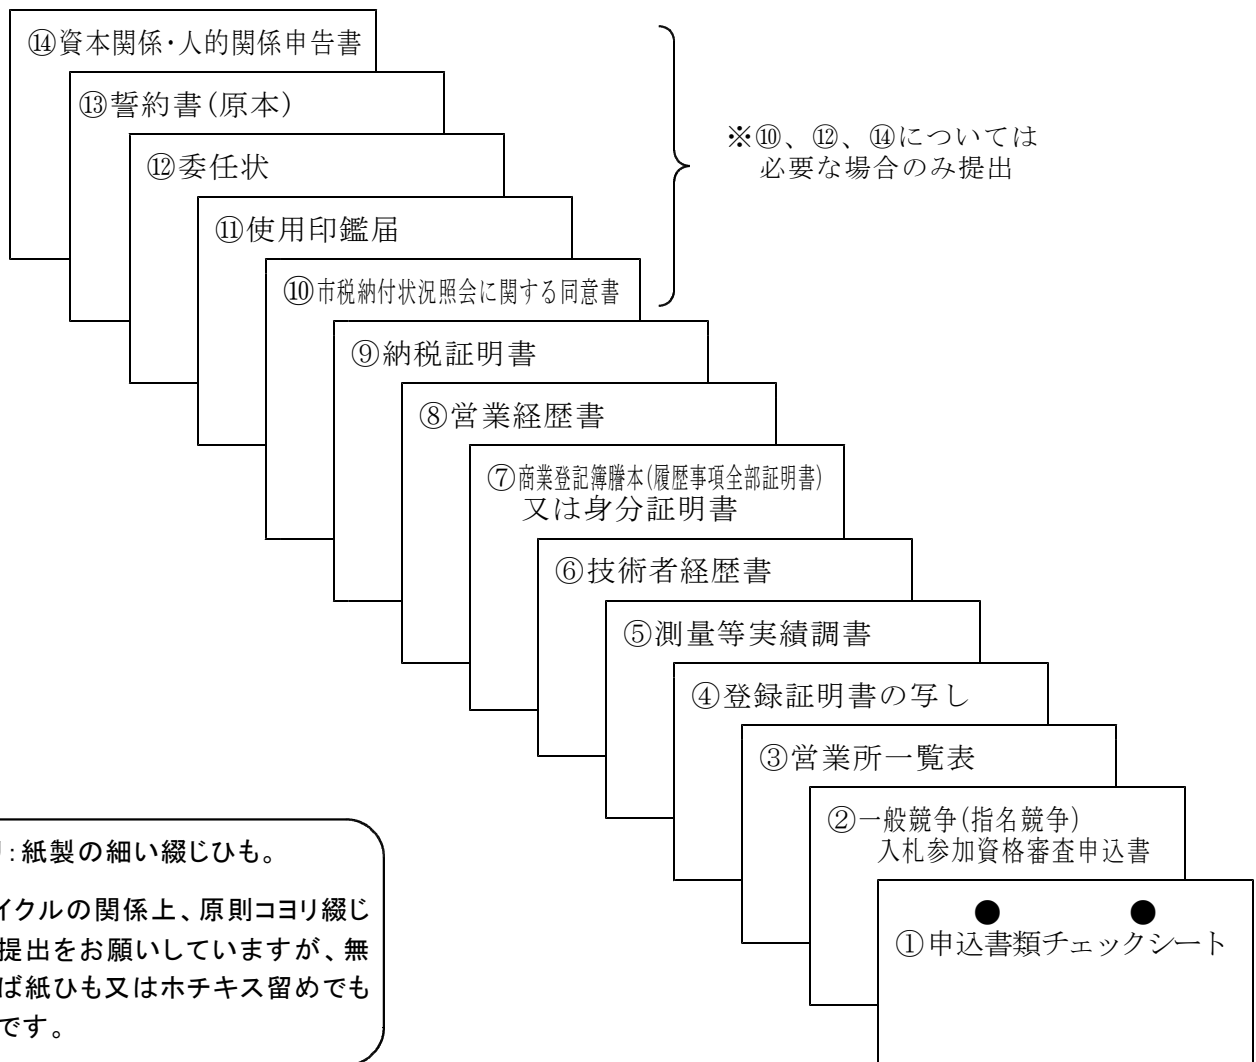 ⑭資本関係・人的関係申告書
⑬誓約書(原本)
※⑩、⑫、⑭については
必要な場合のみ提出
⑫委任状
⑪使用印鑑届
⑩市税納付状況照会に関する同意書
⑨納税証明書
⑧営業経歴書
⑦商業登記簿謄本(履歴事項全部証明書)
又は身分証明書
⑥技術者経歴書
⑤測量等実績調書
④登録証明書の写し
③営業所一覧表
②一般競争(指名競争)
入札参加資格審査申込書
①申込書類チェックシート
リ:紙製の細い綴じひも。
イクルの関係上、原則コヨリ綴じ
提出をお願いしていますが、無
ば紙ひも又はホチキス留めでも
です。